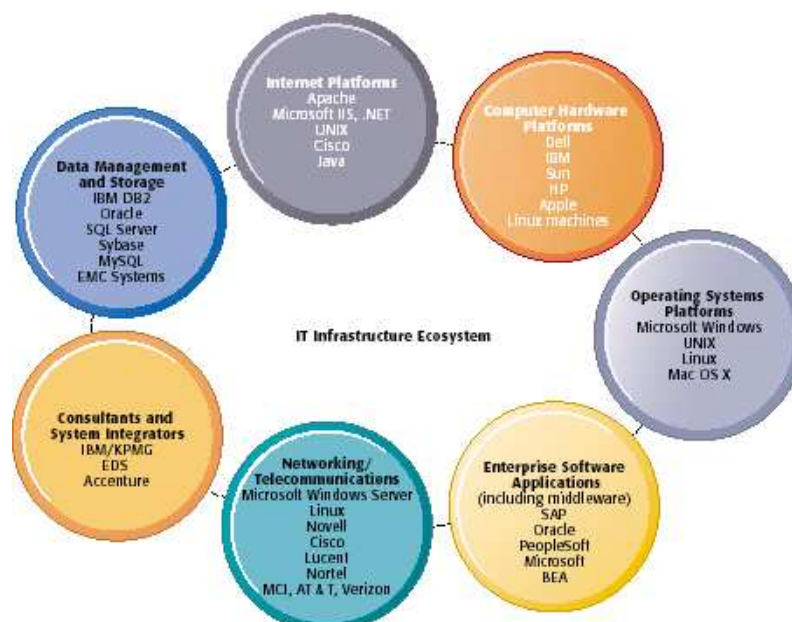 Internet Platforms
Apache
Microsoft IIS, .NET
UNIX
Cisco
Java
Computer Hardware
Platforms
Dell
IBM
Sun
HP
Apple
Linux machines
Operating Systems
Platforms
Microsoft Windows
UNIX
Linux
Mac OS X
Enterprise Software
Applications
(including middleware)
SAP
Oracle
PeopleSoft
Microsoft
BEA
Networking/
Telecommunications
Microsoft Windows Server
Linux
Novell
Cisco
Lucent
Nortel
MCI, AT & T, Verizon
Consultants and
System Integrators
IBM/KPMG
EDS
Accenture
Data Management
and Storage
IBM DB2
Oracle
SQL Server
Sybase
MySQL
EMC Systems
IT Infrastructure Ecosystem